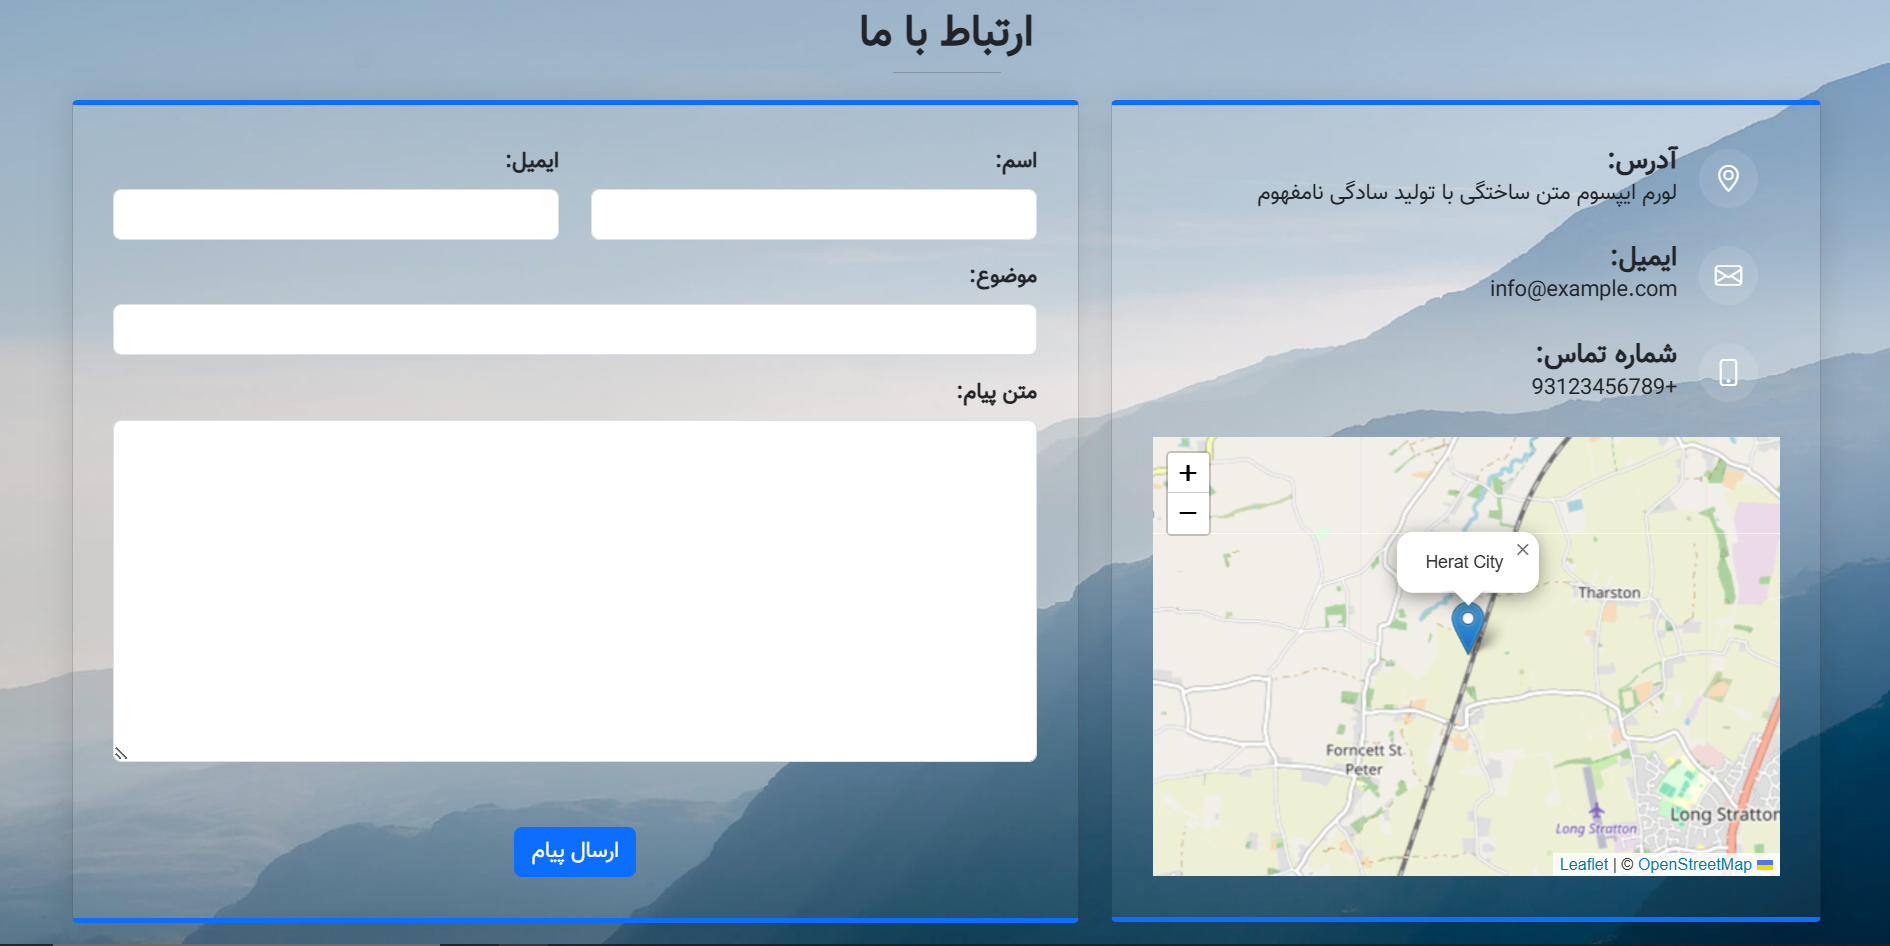 ارتباط با ما
آدرس:
لورم ایپسوم متن ساختگی با تولید سادگی نامفهوم
ایمیل:
info@example.com
شماره تماس:
93123456789+
+
−
Herat City ×
Tharston
Forncett St
Peter
Long Stratton
Long Stratton
Leaflet | © OpenStreetMap
اسم:
ایمیل:
موضوع:
متن پیام:
ارسال پیام